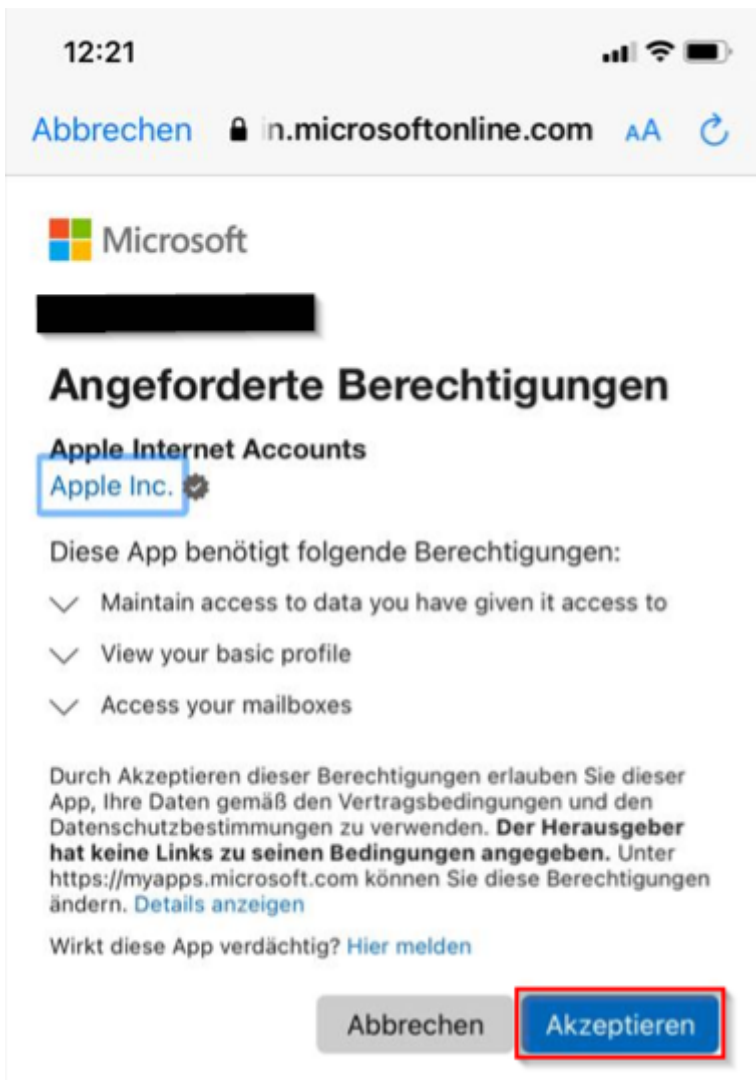 12:21
Abbrechen in.microsoftonline.com AA
Microsoft
Angeforderte Berechtigungen
Apple Internet Accounts
Apple Inc.
Diese App benötigt folgende Berechtigungen:
Maintain access to data you have given it access to
View your basic profile
Access your mailboxes
Durch Akzeptieren dieser Berechtigungen erlauben Sie dieser
App, Ihre Daten gemäß den Vertragsbedingungen und den
Datenschutzbestimmungen zu verwenden. Der Herausgeber
hat keine Links zu seinen Bedingungen angegeben. Unter
https://myapps.microsoft.com können Sie diese Berechtigungen
ändern. Details anzeigen
Wirkt diese App verdächtig? Hier melden
Abbrechen Akzeptieren